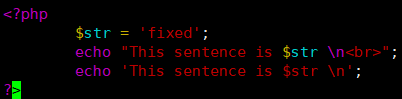 <?php
        $str = 'fixed';
        echo "This sentence is $str \n<br>";
        echo 'This sentence is $str \n';
?>